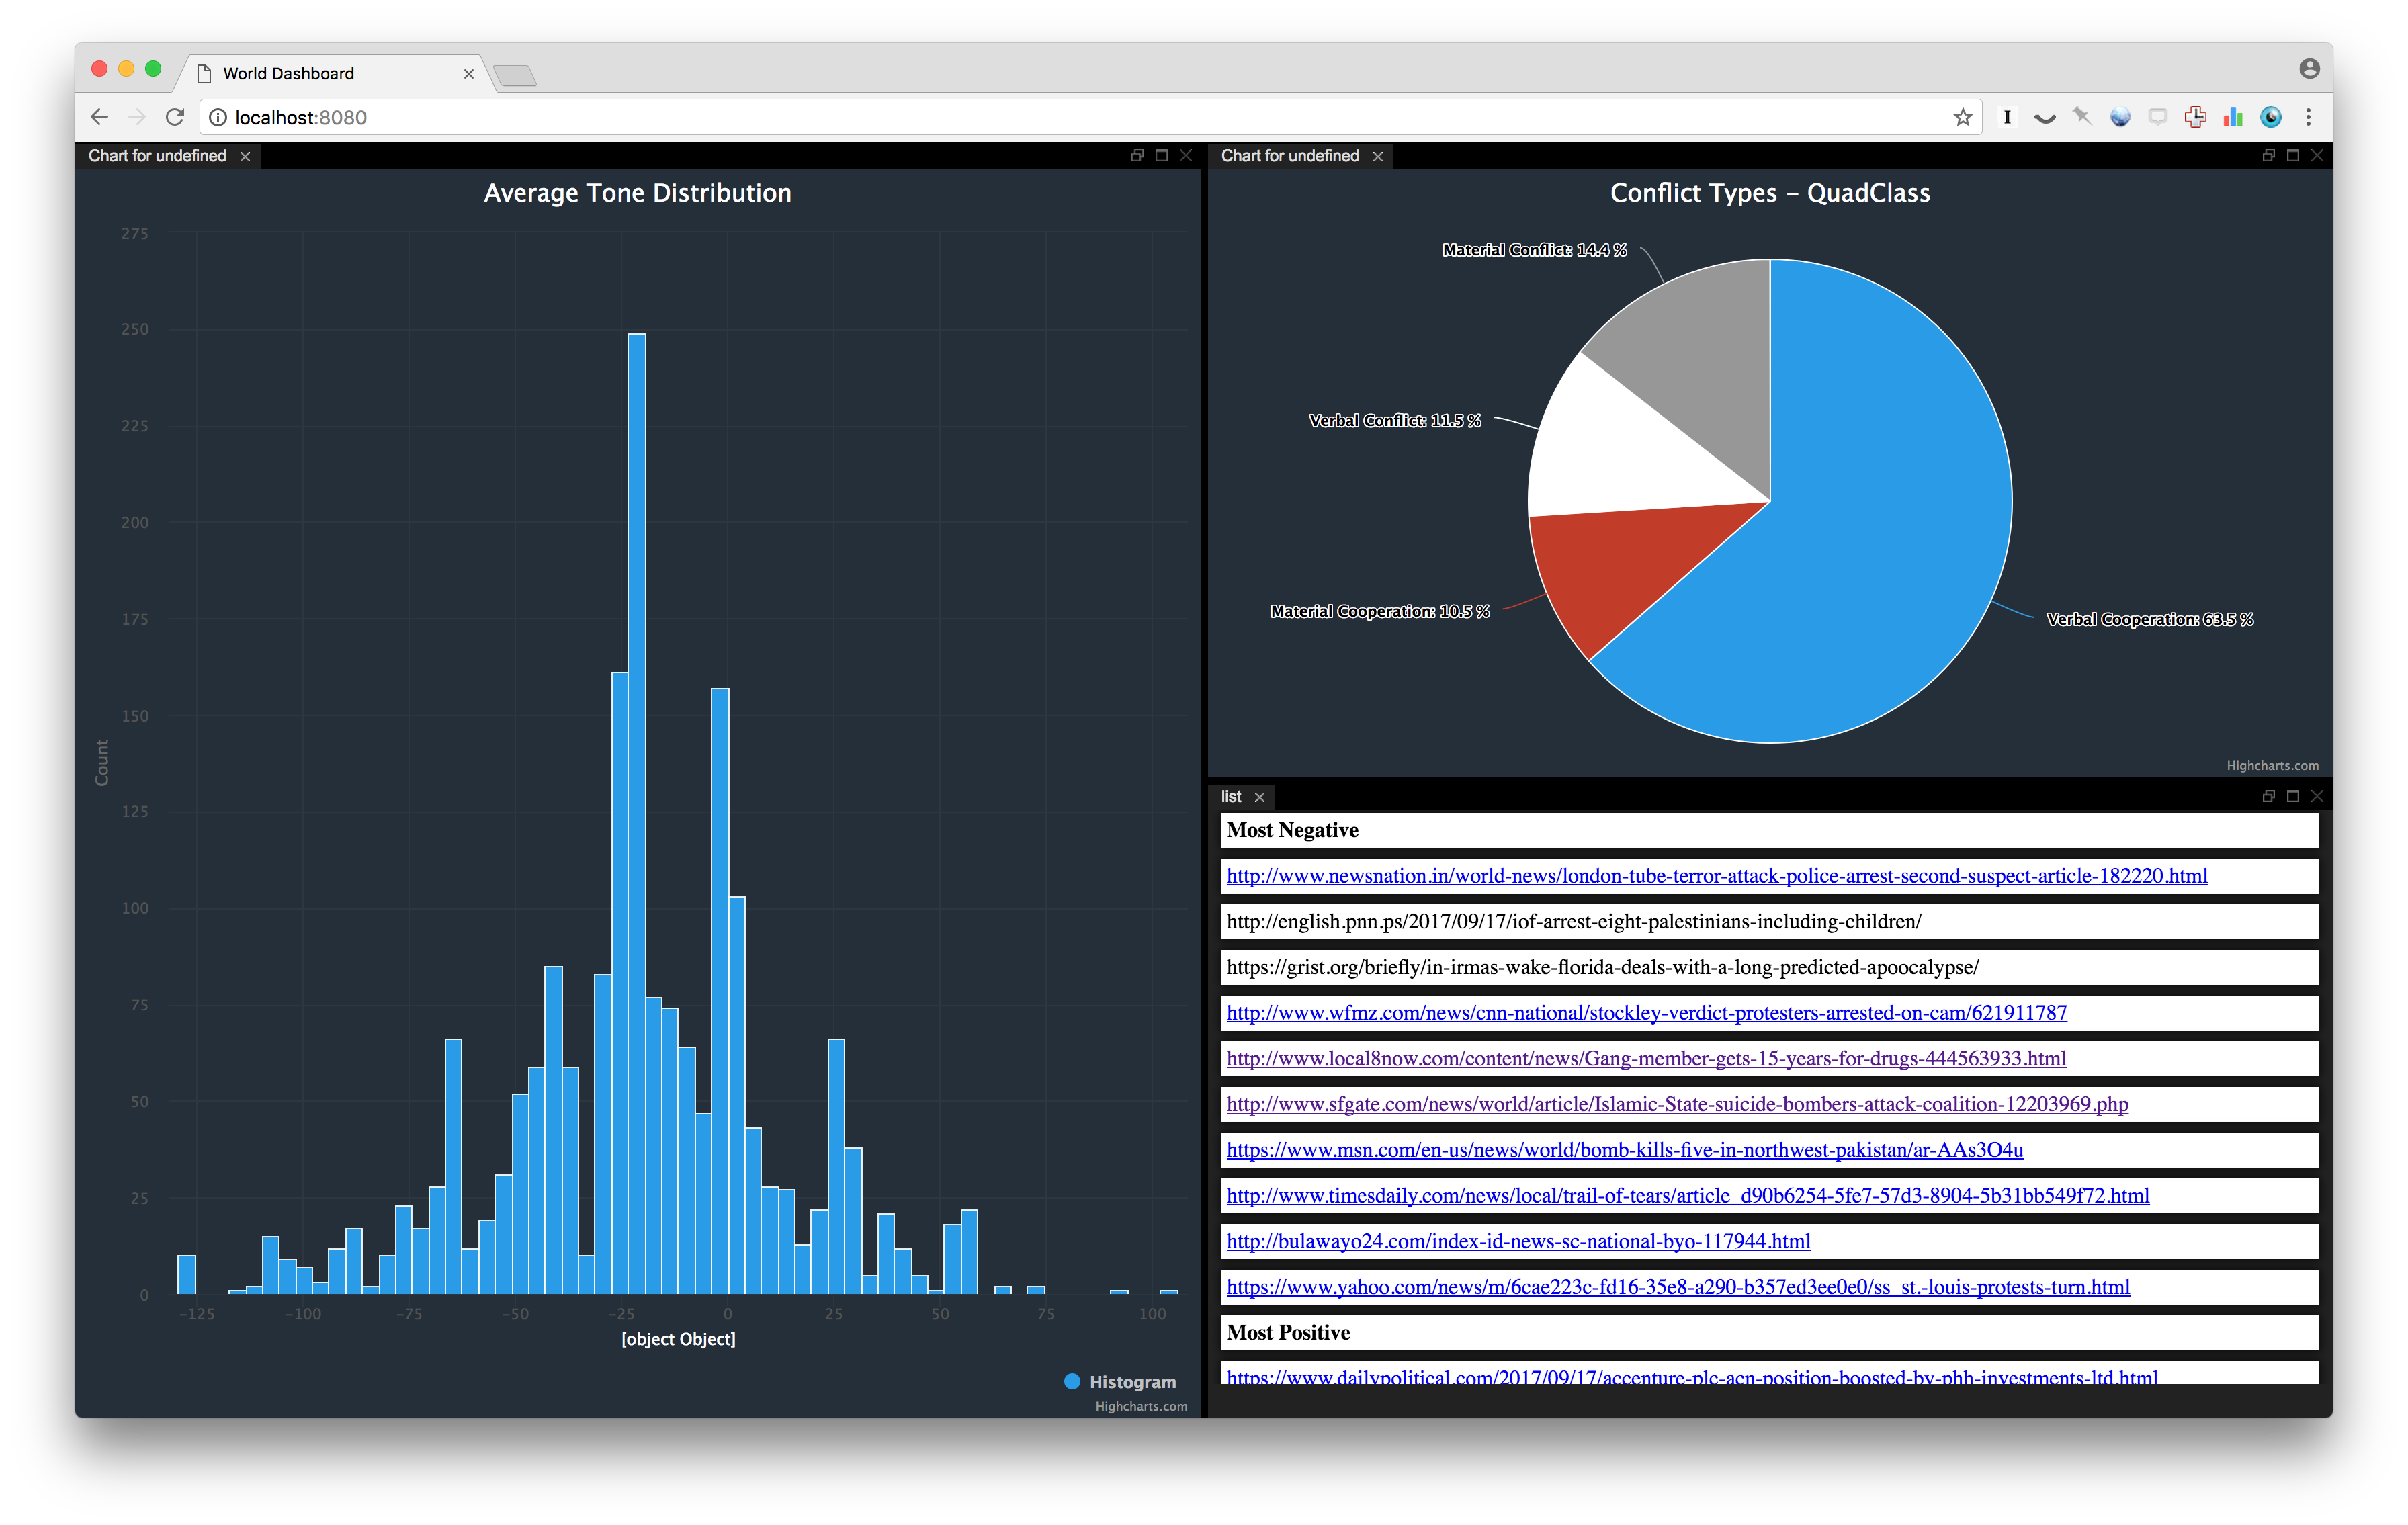 World Dashboard
localhost:8080
Chart for undefined
Average Tone Distribution
275
250
225
200
175
150
125
100
75
50
25
0
Count
-125
-100
-75
-50
-25
0
25
50
75
100
[object Object]
Histogram
Highcharts.com
Chart for undefined
Conflict Types - QuadClass
Material Conflict: 14.4 %
Verbal Conflict: 11.5 %
Material Cooperation: 10.5 %
Verbal Cooperation: 63.5 %
Highcharts.com
list
Most Negative
http://www.newsnation.in/world-news/london-tube-terror-attack-police-arrest-second-suspect-article-182220.html
http://english.pnn.ps/2017/09/17/iof-arrest-eight-palestinians-including-children/
https://grist.org/briefly/in-irmas-wake-florida-deals-with-a-long-predicted-apoocalypse/
http://www.wfmz.com/news/cnn-national/stockley-verdict-protesters-arrested-on-cam/621911787
http://www.local8now.com/content/news/Gang-member-gets-15-years-for-drugs-444563933.html
http://www.sfgate.com/news/world/article/Islamic-State-suicide-bombers-attack-coalition-12203969.php
https://www.msn.com/en-us/news/world/bomb-kills-five-in-northwest-pakistan/ar-AAs3O4u
http://www.timesdaily.com/news/local/trail-of-tears/article_d90b6254-5fe7-57d3-8904-5b31bb549f72.html
http://bulawayo24.com/index-id-news-sc-national-byo-117944.html
https://www.yahoo.com/news/m/6cae223c-fd16-35e8-a290-b357ed3ee0e0/ss_st.-louis-protests-turn.html
Most Positive
https://www.dailypolitical.com/2017/09/17/accenture-plc-acn-position-boosted-by-phh-investments-ltd.html